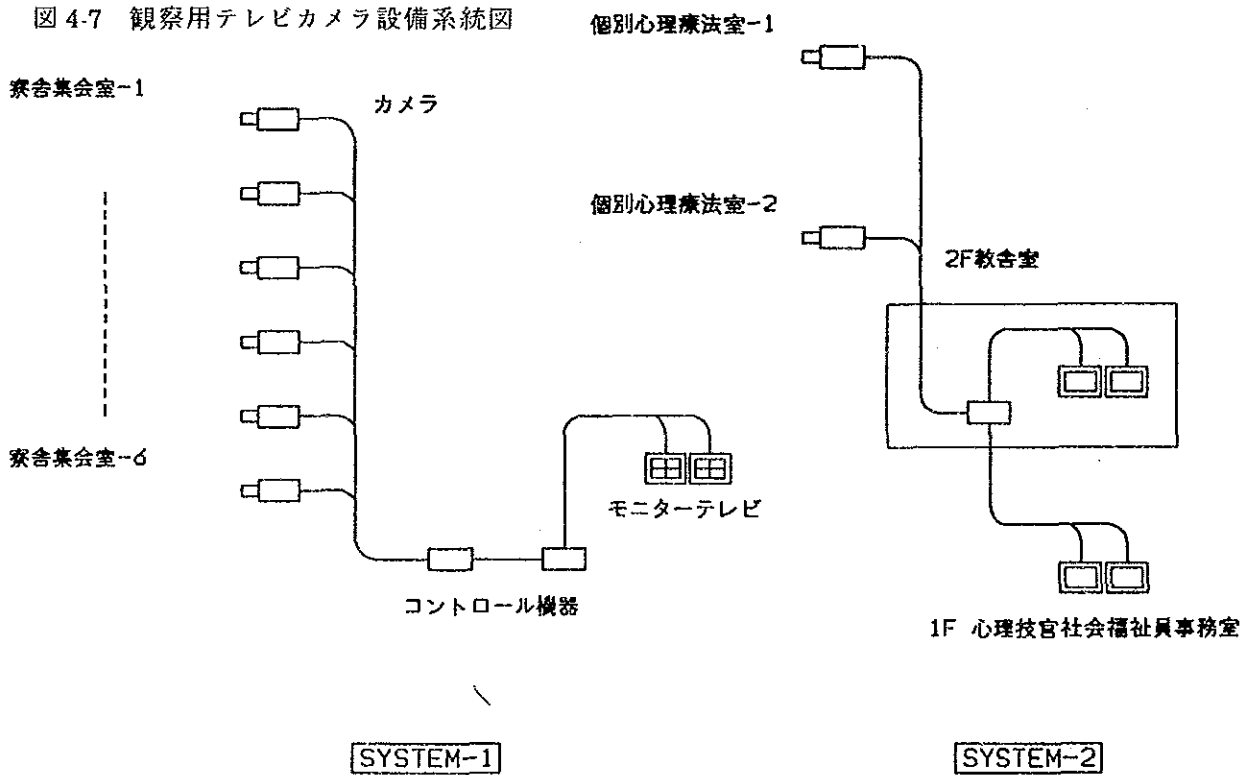 図 4-7 観察用テレビカメラ設備系統図
寮舎集会室-1
カメラ
寮舎集会室-6
モニターテレビ
コントロール機器
SYSTEM-1
個別心理療法室-1
個別心理療法室-2
2F教舎室
1F 心理技官社会福祉員事務室
SYSTEM-2